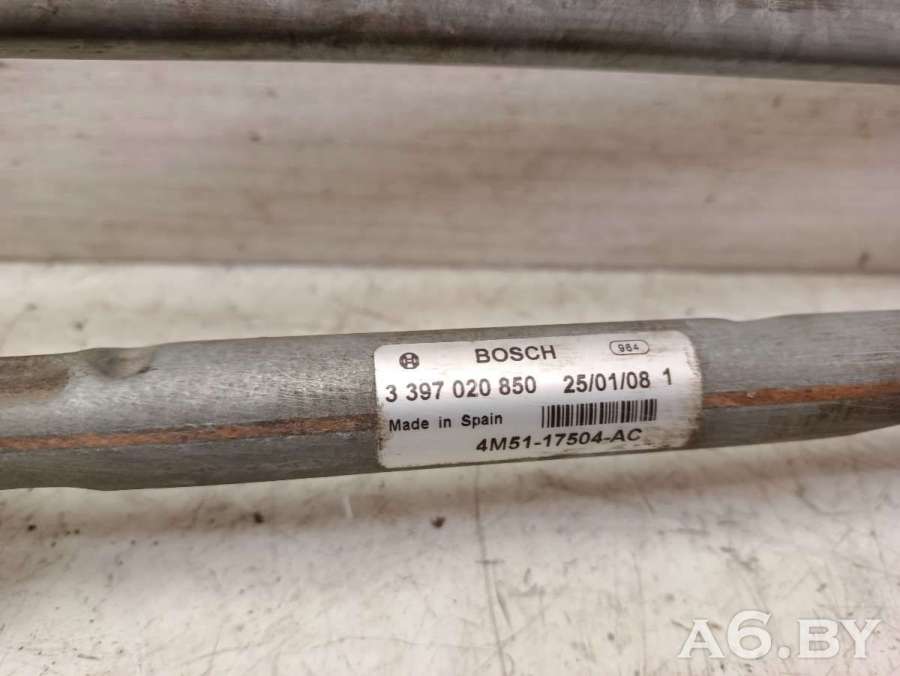 BOSCH 984
3 397 020 850 25/01/08 1
Made in Spain
4M51-17504-AC
A6.BY